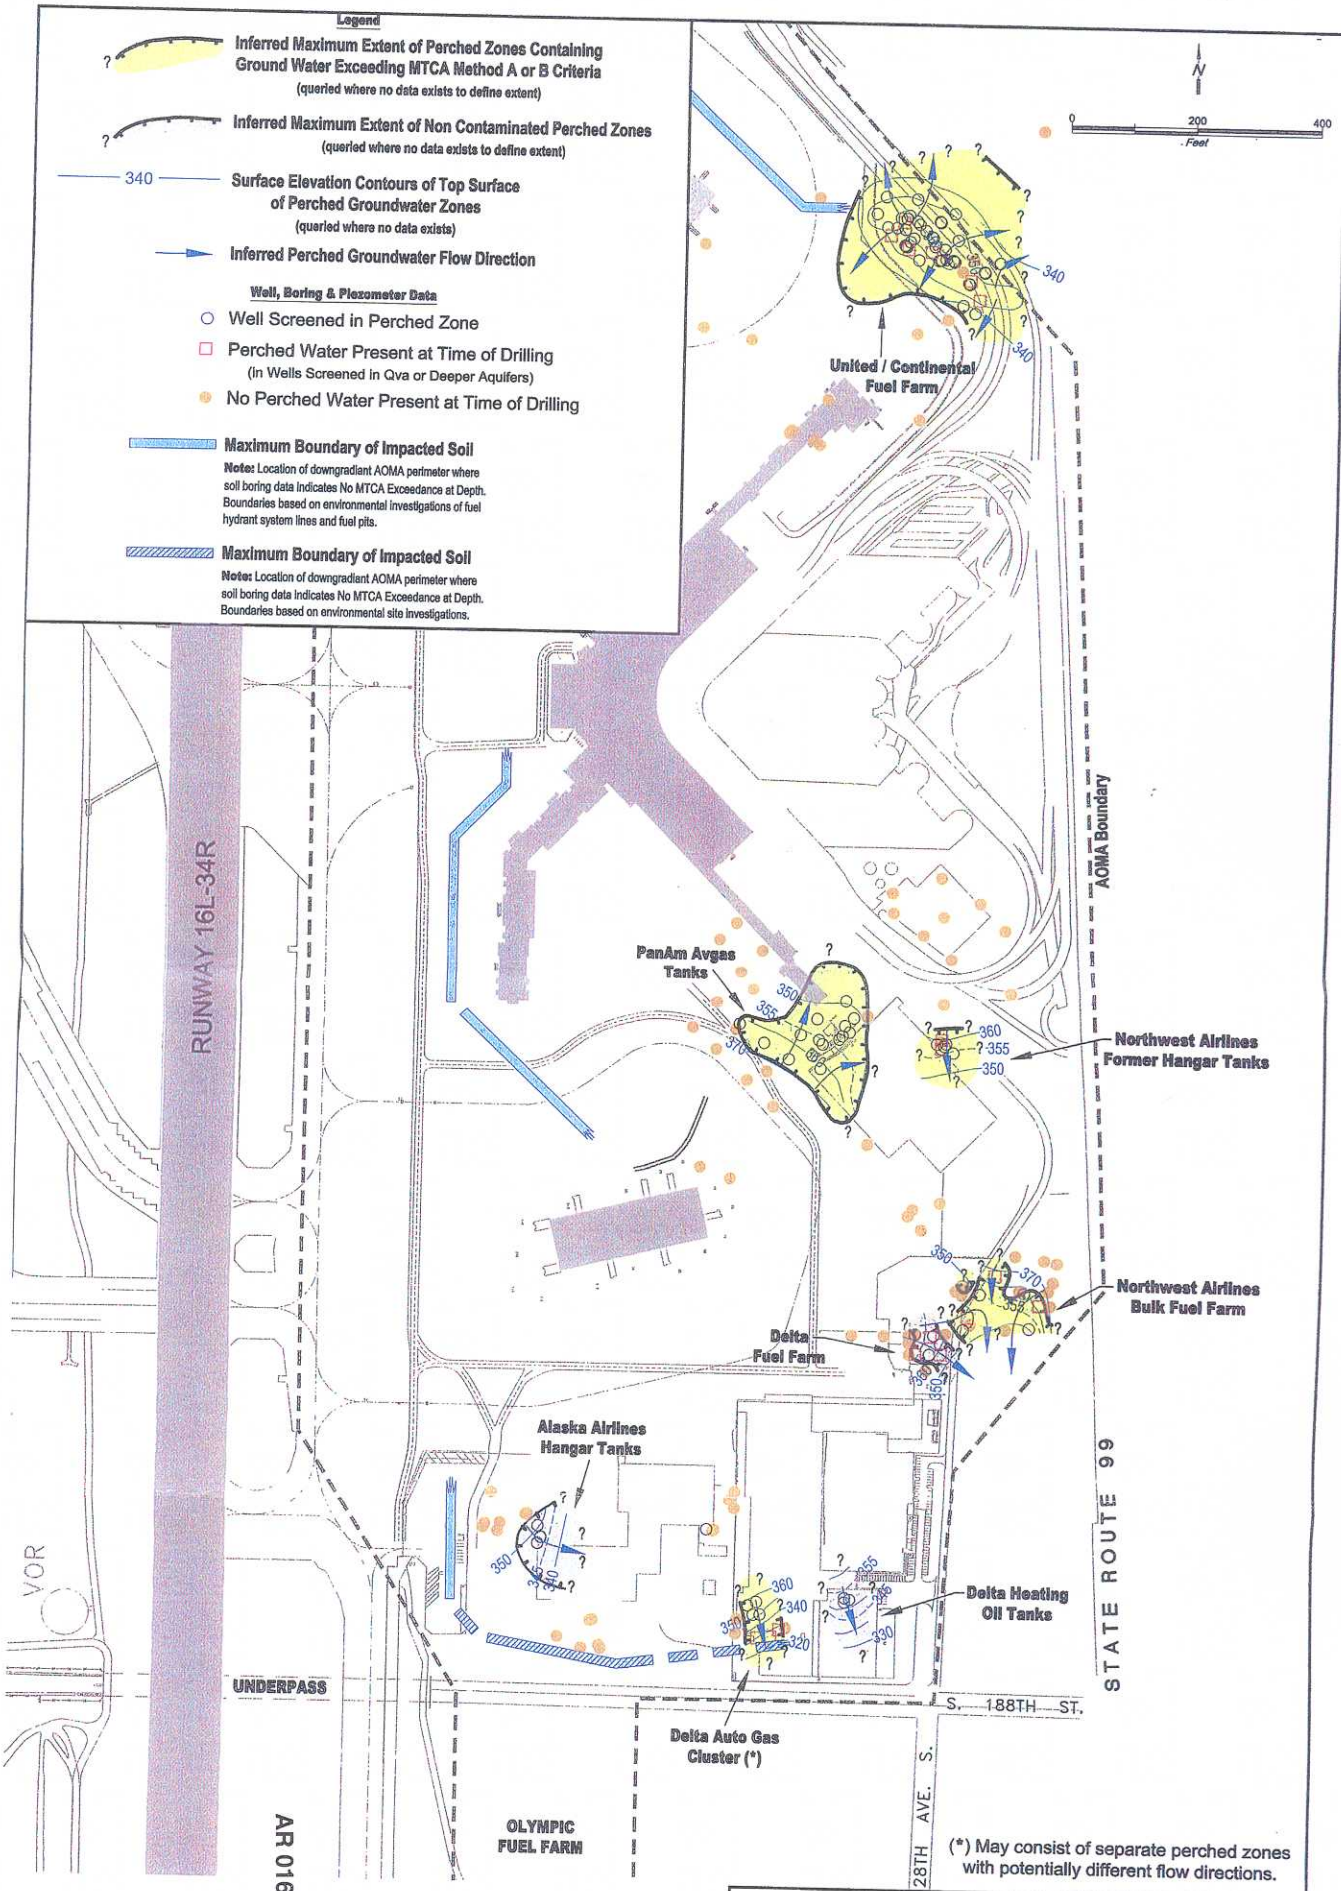 Legend
Inferred Maximum Extent of Perched Zones Containing
Ground Water Exceeding MTCA Method A or B Criteria
(queried where no data exists to define extent)
?
Inferred Maximum Extent of Non Contaminated Perched Zones
(queried where no data exists to define extent)
?
340
Surface Elevation Contours of Top Surface
of Perched Groundwater Zones
(queried where no data exists)
Inferred Perched Groundwater Flow Direction
Well, Boring & Piezometer Data
Well Screened in Perched Zone
Perched Water Present at Time of Drilling
(in Wells Screened in Qva or Deeper Aquifers)
No Perched Water Present at Time of Drilling
Maximum Boundary of Impacted Soil
Note: Location of downgradiant AOMA perimeter where
soil boring data indicates No MTCA Exceedance at Depth.
Boundaries based on environmental investigations of fuel
hydrant system lines and fuel pits.
Maximum Boundary of Impacted Soil
Note: Location of downgradiant AOMA perimeter where
soil boring data indicates No MTCA Exceedance at Depth.
Boundaries based on environmental site investigations.
N
0 200 400
Feet
340
340
United / Continental
Fuel Farm
RUNWAY 16L-34R
AOMA Boundary
PanAm Avgas
Tanks
350
355
370
360
355
350
Northwest Airlines
Former Hangar Tanks
350
370
355
Northwest Airlines
Bulk Fuel Farm
Delta
Fuel Farm
360
350
Alaska Airlines
Hangar Tanks
350
345
340
STATE ROUTE 99
VOR
360
340
350
320
355
345
330
Delta Heating
Oil Tanks
UNDERPASS
S. 188TH ST.
Delta Auto Gas
Cluster (*)
28TH AVE. S.
OLYMPIC
FUEL FARM
AR 016
(*) May consist of separate perched zones
with potentially different flow directions.